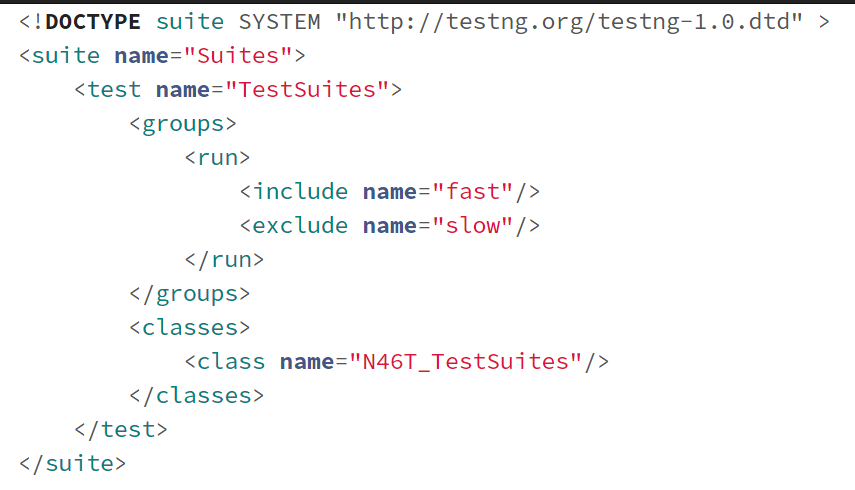 <!DOCTYPE suite SYSTEM "http://testng.org/testng-1.0.dtd" >
<suite name="Suites">
    <test name="TestSuites">
        <groups>
            <run>
                <include name="fast"/>
                <exclude name="slow"/>
            </run>
        </groups>
        <classes>
            <class name="N46T_TestSuites"/>
        </classes>
    </test>
</suite>